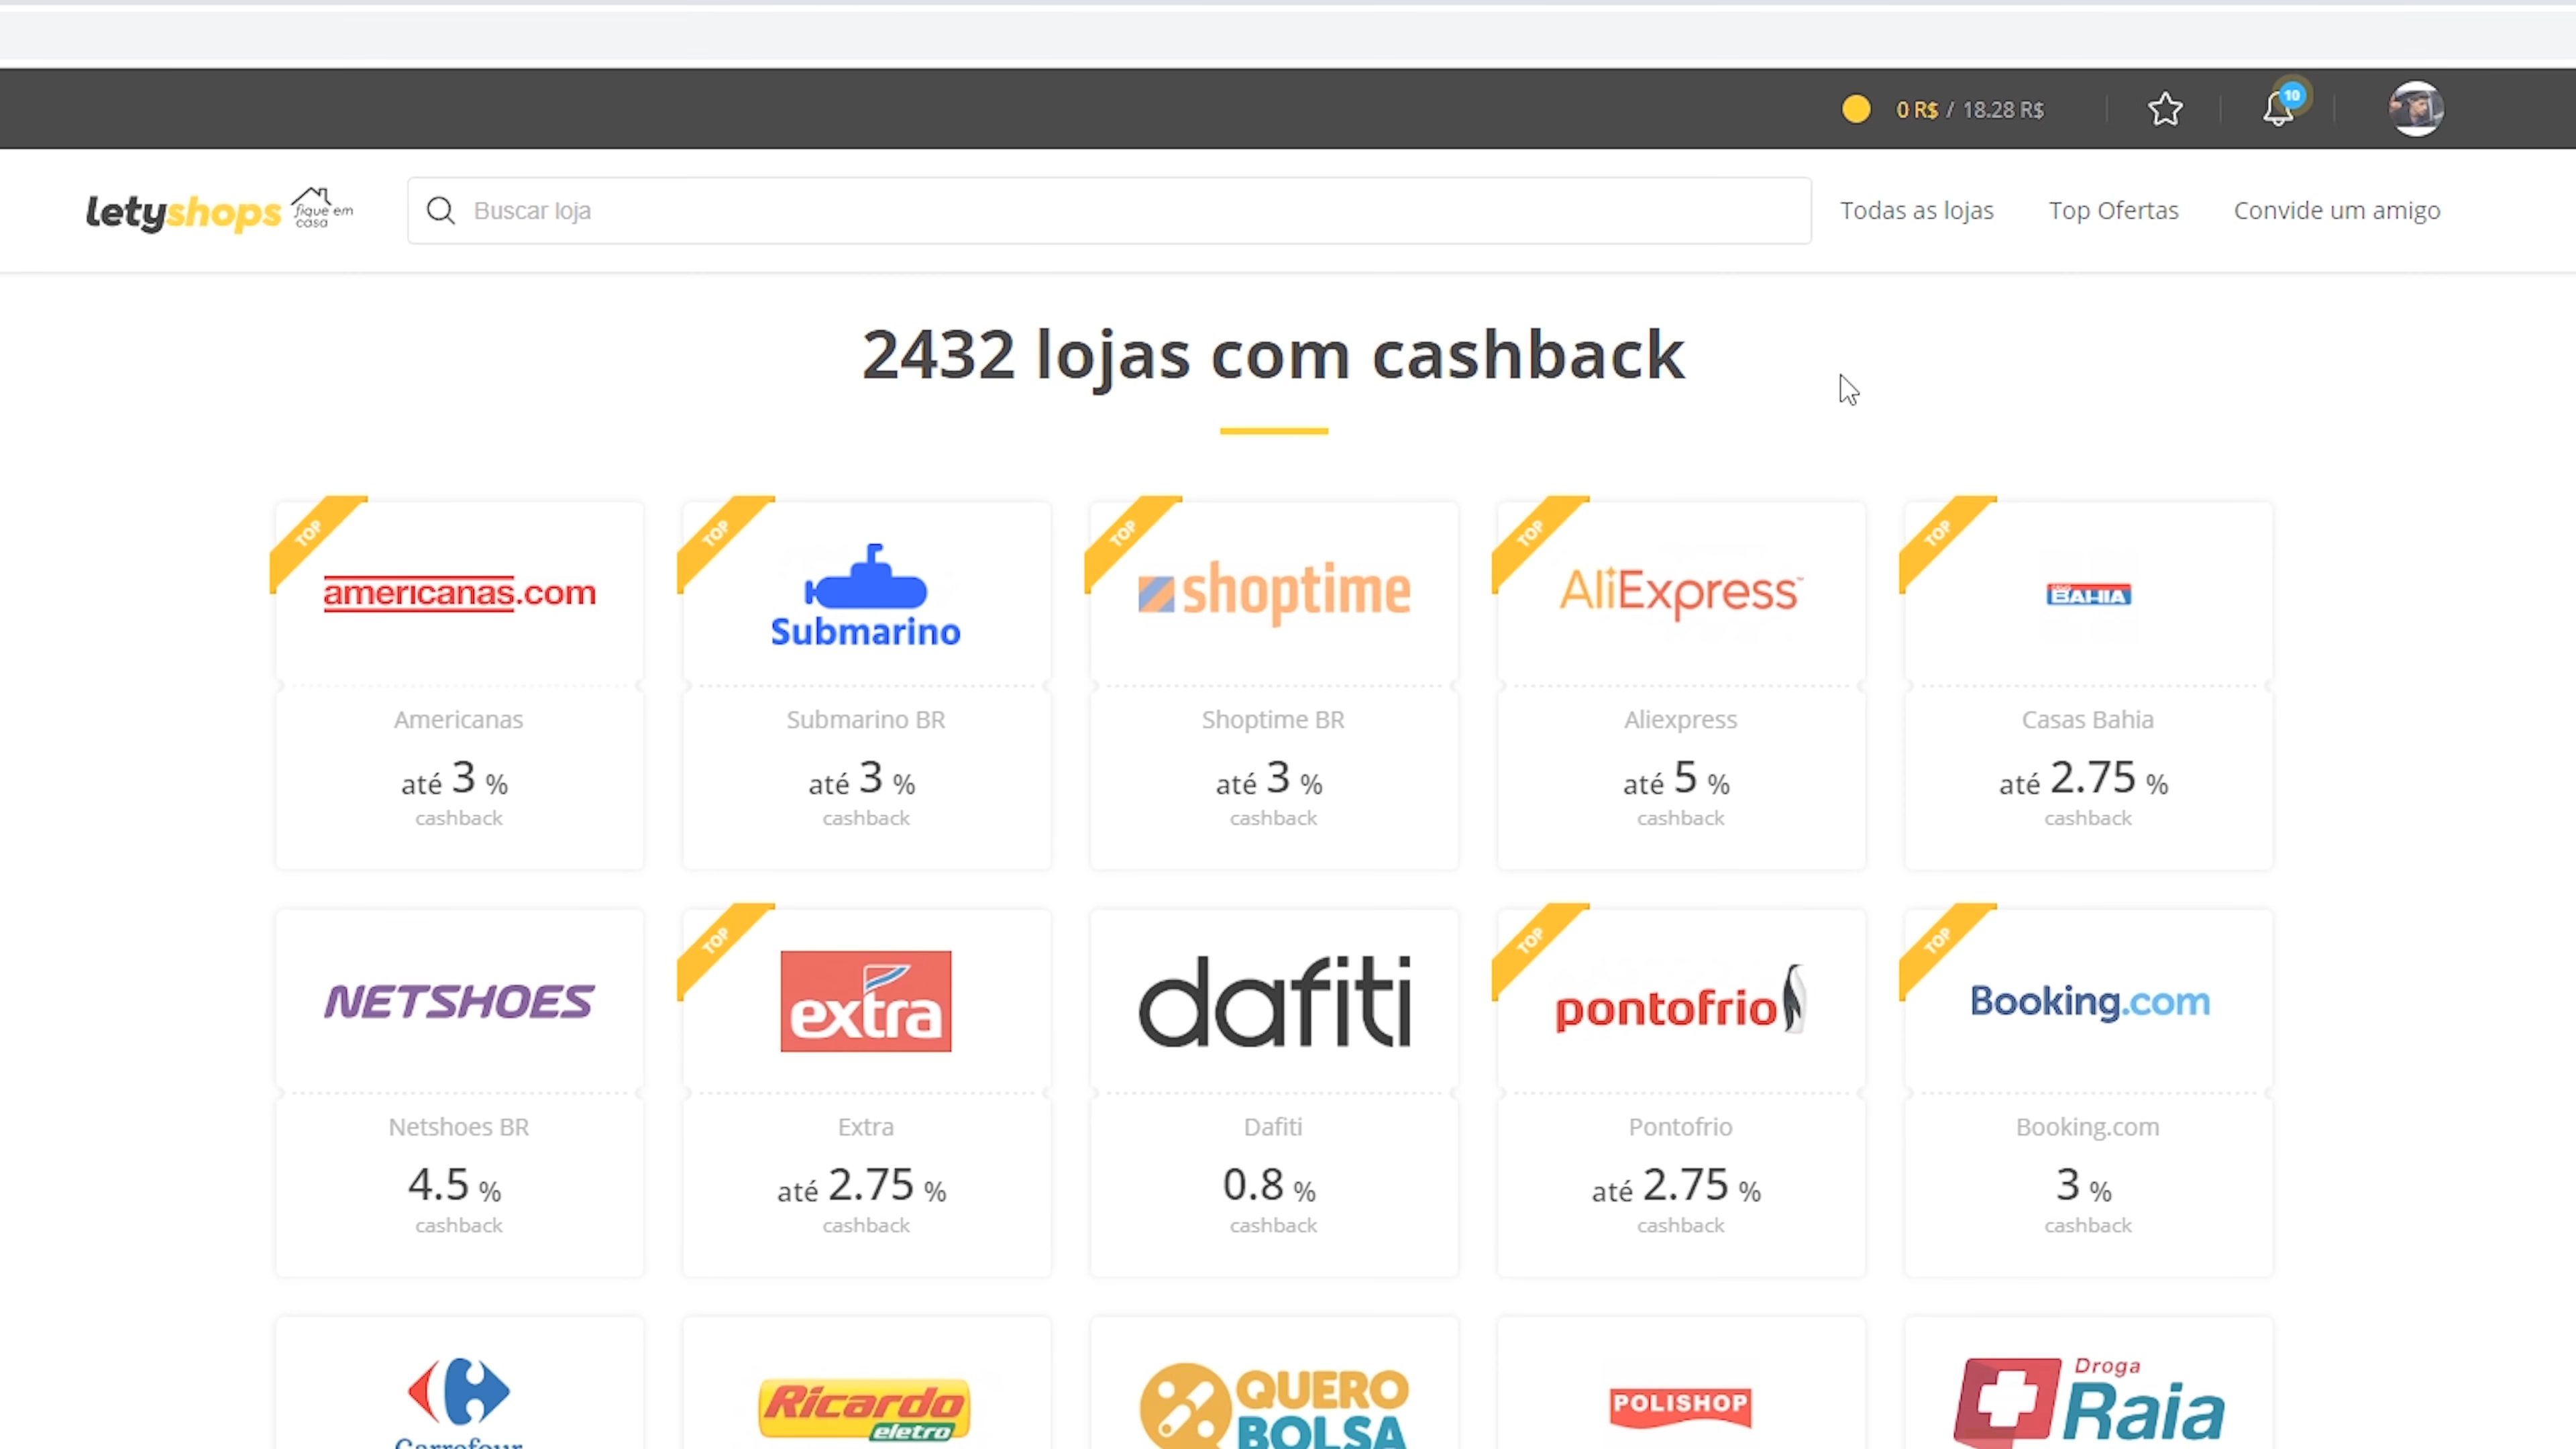 0 R$ / 18.28 R$
10
letyshops fique em casa
Buscar loja
Todas as lojas
Top Ofertas
Convide um amigo
2432 lojas com cashback
TOP
TOP
TOP
TOP
TOP
americanas.com
Submarino
shoptime
AliExpress
BAHIA
Americanas
Submarino BR
Shoptime BR
Aliexpress
Casas Bahia
até 3 %
até 3 %
até 3 %
até 5 %
até 2.75 %
cashback
cashback
cashback
cashback
cashback
TOP
TOP
TOP
NETSHOES
extra
dafiti
pontofrio
Booking.com
Netshoes BR
Extra
Dafiti
Pontofrio
Booking.com
4.5 %
até 2.75 %
0.8 %
até 2.75 %
3 %
cashback
cashback
cashback
cashback
cashback
Carrefour
Ricardo
eletro
QUERO
BOLSA
POLISHOP
Droga
Raia